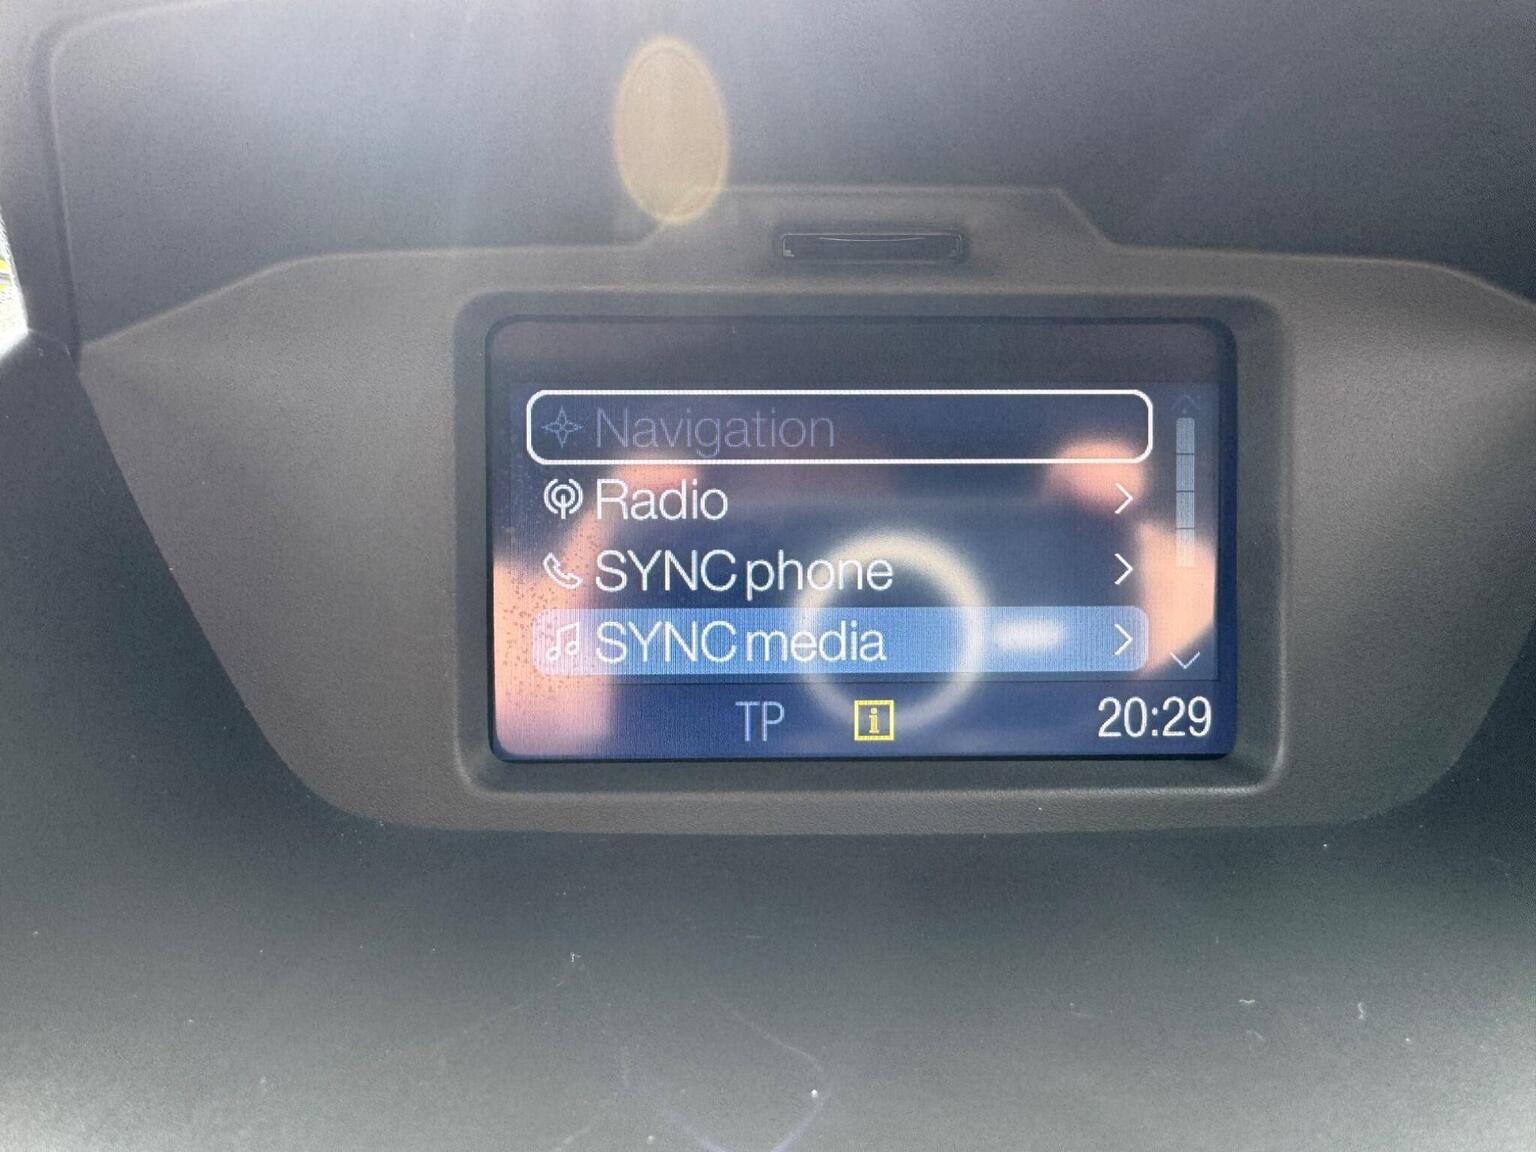 Navigation
Radio
SYNC phone
SYNC media
TP i 20:29